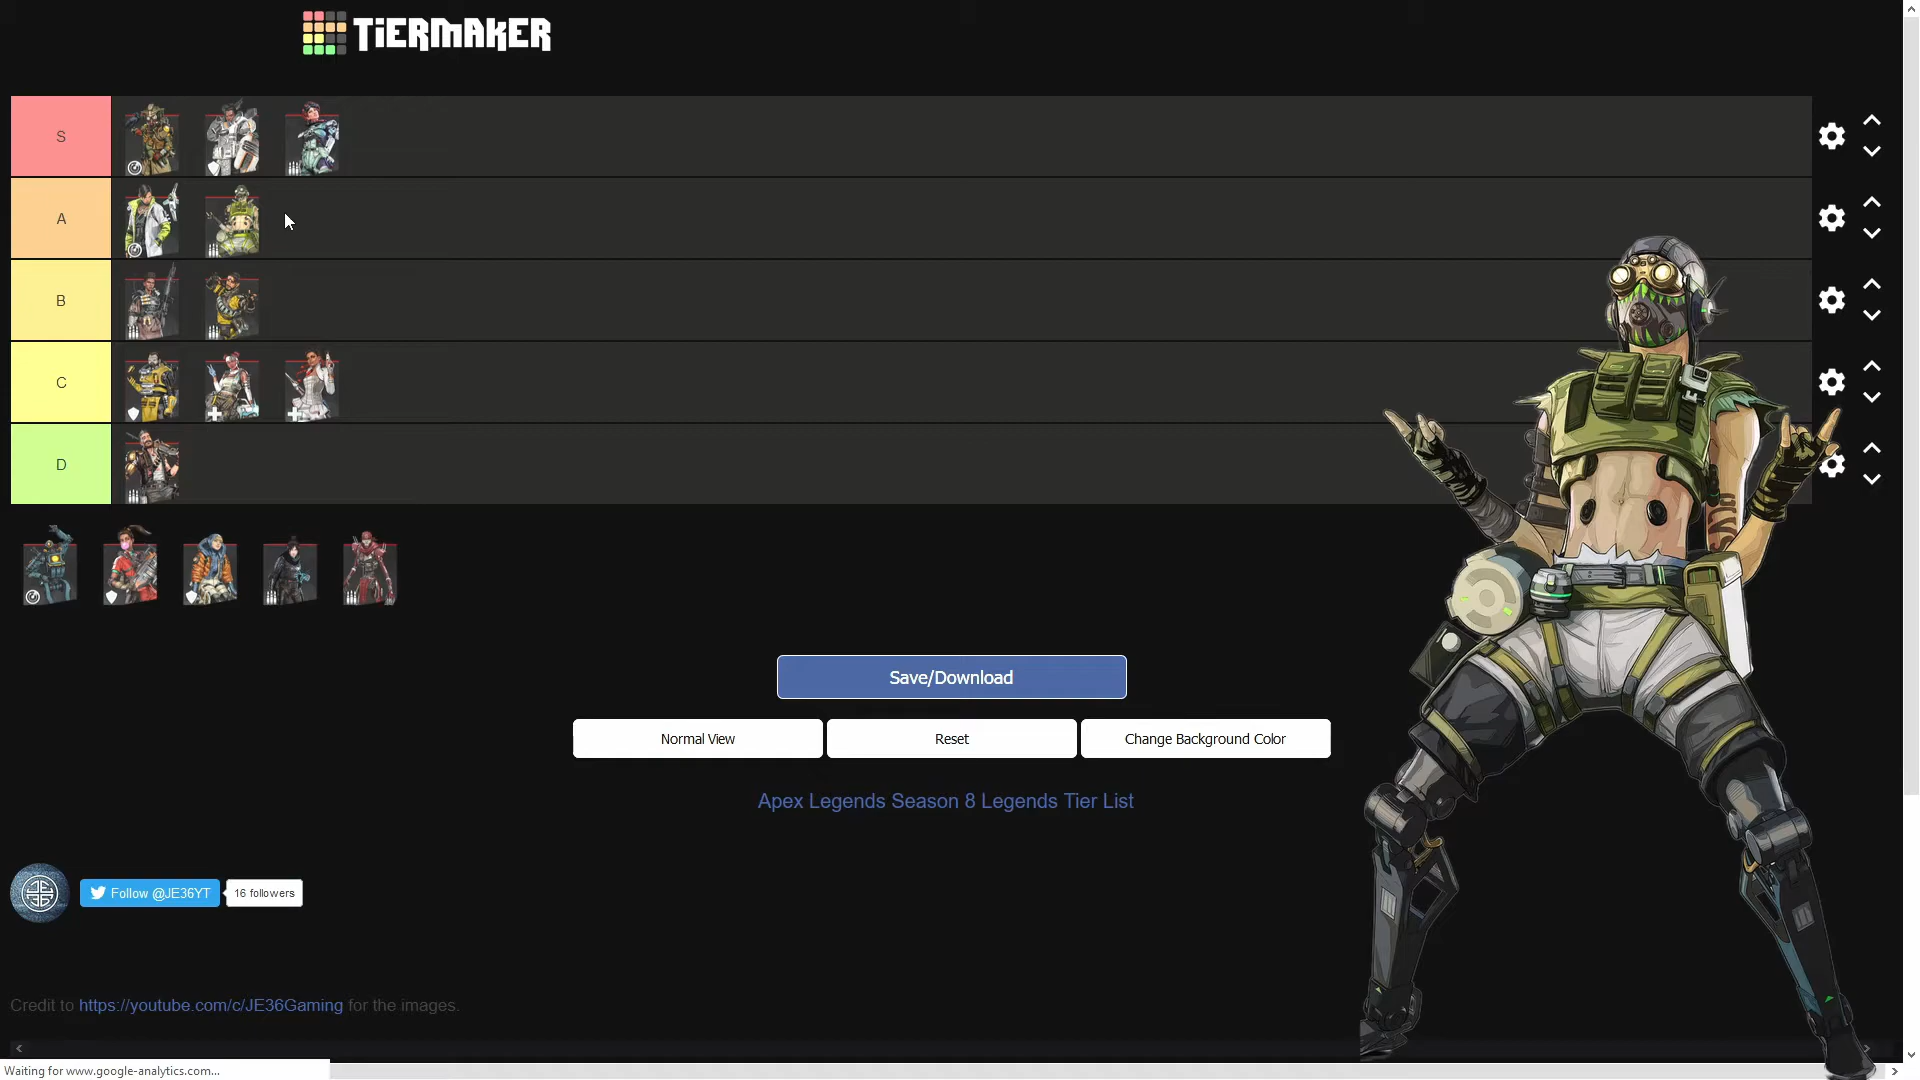 TiERMAKER
S
A
B
C
D
Save/Download
Normal View
Reset
Change Background Color
Apex Legends Season 8 Legends Tier List
Follow @JE36YT
16 followers
Credit to https://youtube.com/c/JE36Gaming for the images.
Waiting for www.google-analytics.com...